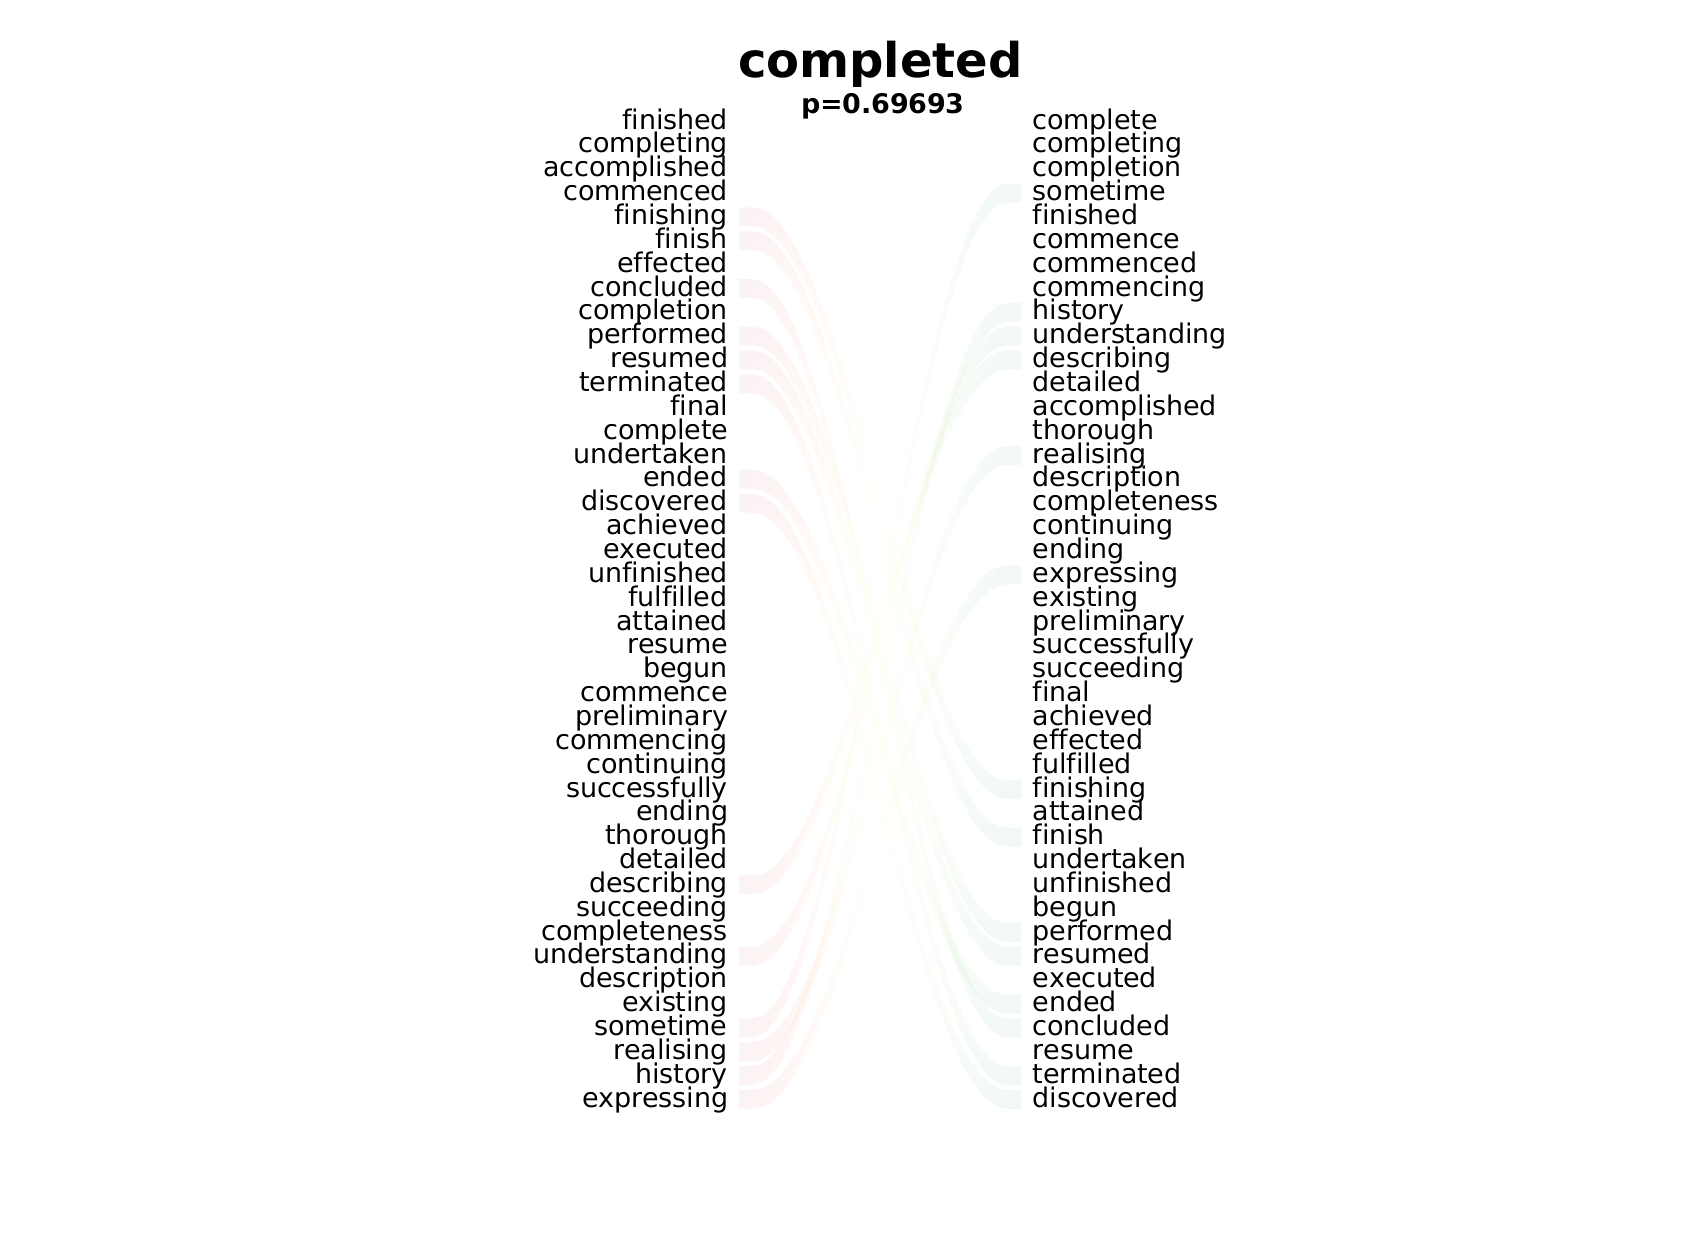 completed
p=0.69693
finished complete
completing completing
accomplished completion
commenced sometime
finishing finished
finish commence
effected commenced
concluded commencing
completion history
performed understanding
resumed describing
terminated detailed
final accomplished
complete thorough
undertaken realising
ended description
discovered completeness
achieved continuing
executed ending
unfinished expressing
fulfilled existing
attained preliminary
resume successfully
begun succeeding
commence final
preliminary achieved
commencing effected
continuing fulfilled
successfully finishing
ending attained
thorough finish
detailed undertaken
describing unfinished
succeeding begun
completeness performed
understanding resumed
description executed
existing ended
sometime concluded
realising resume
history terminated
expressing discovered